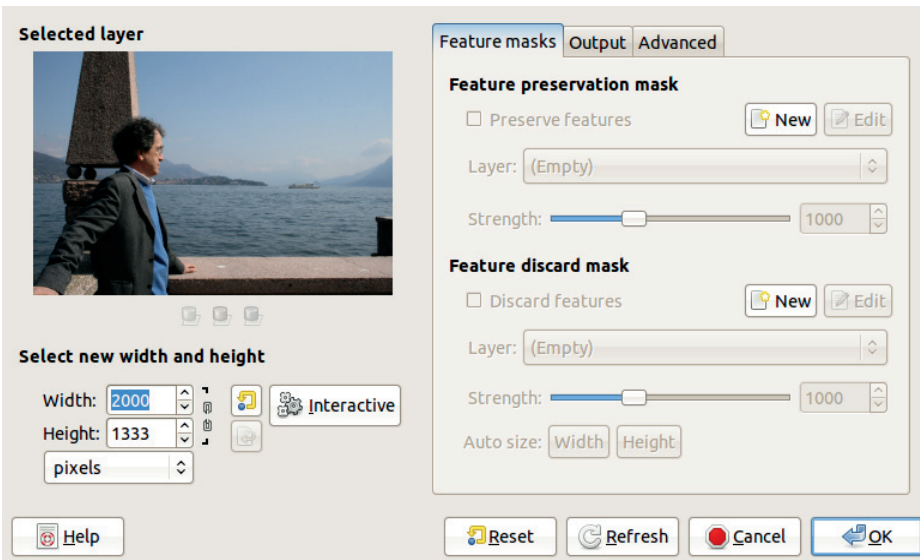 Selected layer
Select new width and height
Width: 2000
Height: 1333
Interactive
pixels
Help
Feature masks Output Advanced
Feature preservation mask
Preserve features New Edit
Layer: (Empty)
Strength: 1000
Feature discard mask
Discard features New Edit
Layer: (Empty)
Strength: 1000
Auto size: Width Height
Reset Refresh Cancel OK